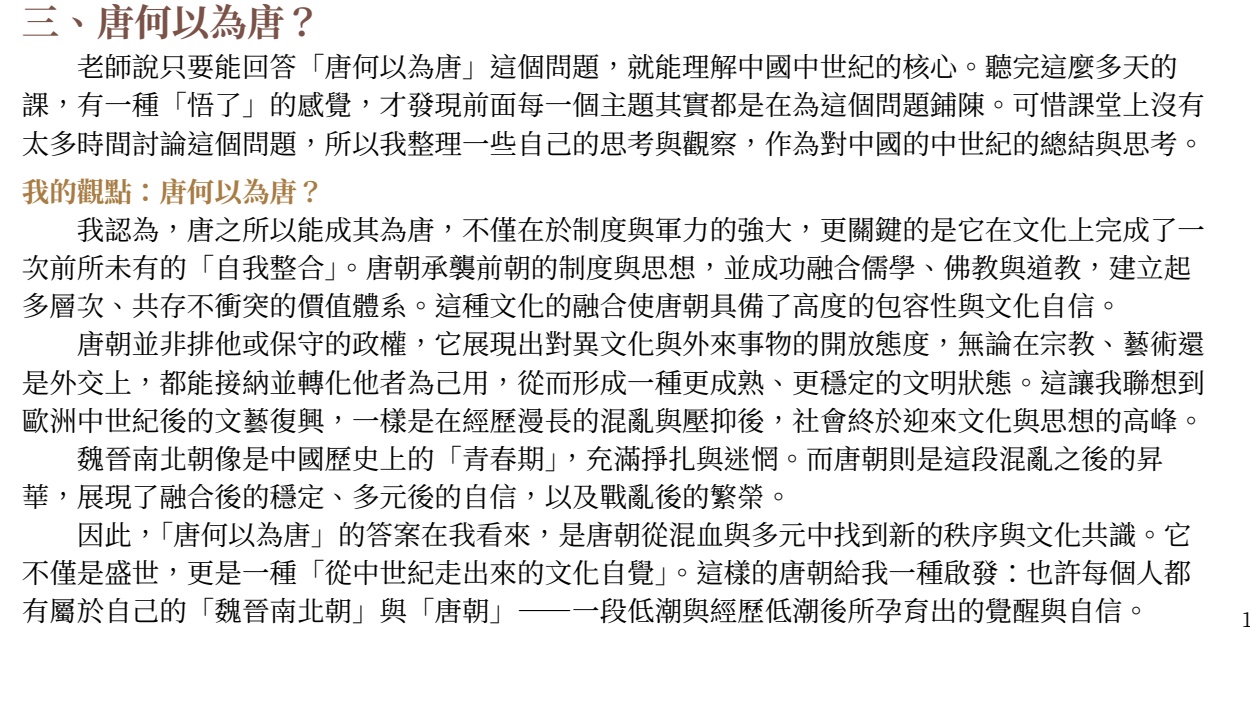 三、唐何以為唐？
老師說只要能回答「唐何以為唐」這個問題，就能理解中國中世紀的核心。聽完這麼多天的
課，有一種「悟了」的感覺，才發現前面每一個主題其實都是在為這個問題鋪陳。可惜課堂上沒有
太多時間討論這個問題，所以我整理一些自己的思考與觀察，作為對中國的中世紀的總結與思考。
我的觀點：唐何以為唐？
我認為，唐之所以能成其為唐，不僅在於制度與軍力的強大，更關鍵的是它在文化上完成了一
次前所未有的「自我整合」。唐朝承襲前朝的制度與思想，並成功融合儒學、佛教與道教，建立起
多層次、共存不衝突的價值體系。這種文化的融合使唐朝具備了高度的包容性與文化自信。
唐朝並非排他或保守的政權，它展現出對異文化與外來事物的開放態度，無論在宗教、藝術還
是外交上，都能接納並轉化他者為己用，從而形成一種更成熟、更穩定的文明狀態。這讓我聯想到
歐洲中世紀後的文藝復興，一樣是在經歷漫長的混亂與壓抑後，社會終於迎來文化與思想的高峰。
魏晉南北朝像是中國歷史上的「青春期」，充滿掙扎與迷惘。而唐朝則是這段混亂之後的昇
華，展現了融合後的穩定、多元後的自信，以及戰亂後的繁榮。
因此，「唐何以為唐」的答案在我看來，是唐朝從混血與多元中找到新的秩序與文化共識。它
不僅是盛世，更是一種「從中世紀走出來的文化自覺」。這樣的唐朝給我一種啟發：也許每個人都
有屬於自己的「魏晉南北朝」與「唐朝」——一段低潮與經歷低潮後所孕育出的覺醒與自信。
1